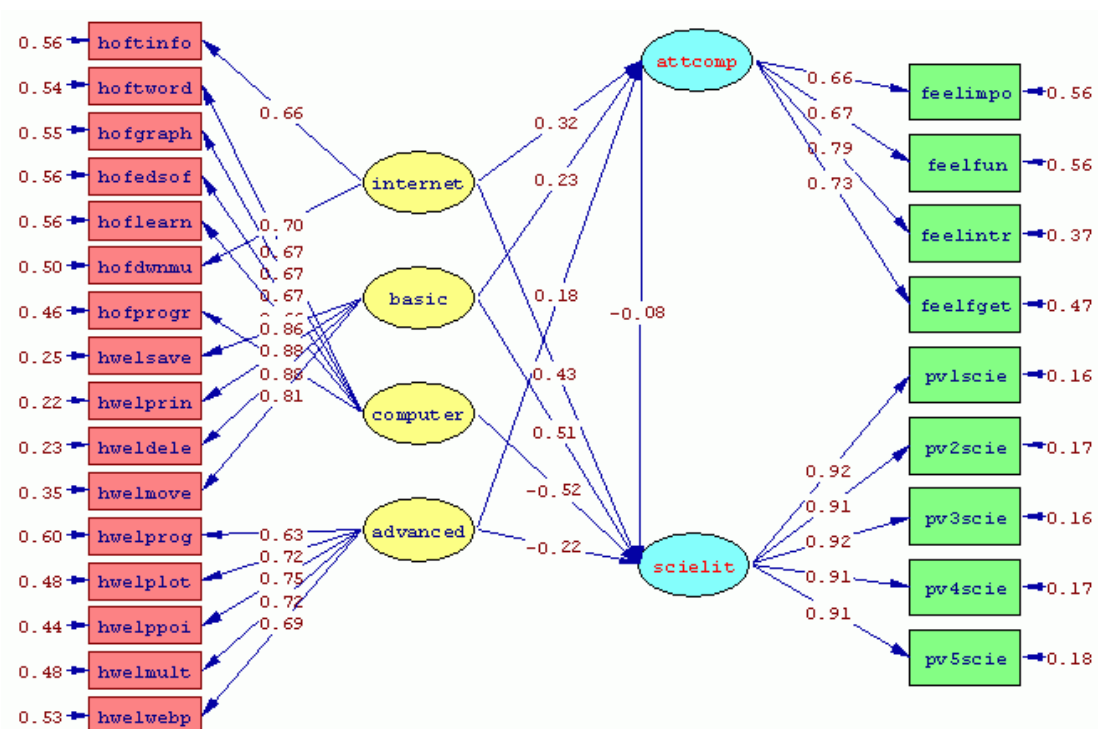 0.56 hoftinfo
0.54 hoftword
0.55 hofgraph
0.56 hofedsof
0.56 hoflearn
0.50 hofdwnmu
0.46 hofprogr
0.25 hwelsave
0.22 hwelprin
0.23 hweldele
0.35 hwelmove
0.60 hwelprog
0.48 hwelplot
0.44 hwelppoi
0.48 hwelmult
0.53 hwelwebp
0.66
0.70
0.67
0.67
0.67
0.86
0.88
0.88
0.81
0.63
0.72
0.75
0.72
0.69
internet
basic
computer
advanced
0.32
0.23
0.18
-0.08
0.43
0.51
-0.52
-0.22
attcomp
scielit
0.66
0.67
0.79
0.73
0.92
0.91
0.92
0.91
0.91
feelimpo 0.56
feelfun 0.56
feelintr 0.37
feelfget 0.47
pv1scie 0.16
pv2scie 0.17
pv3scie 0.16
pv4scie 0.17
pv5scie 0.18